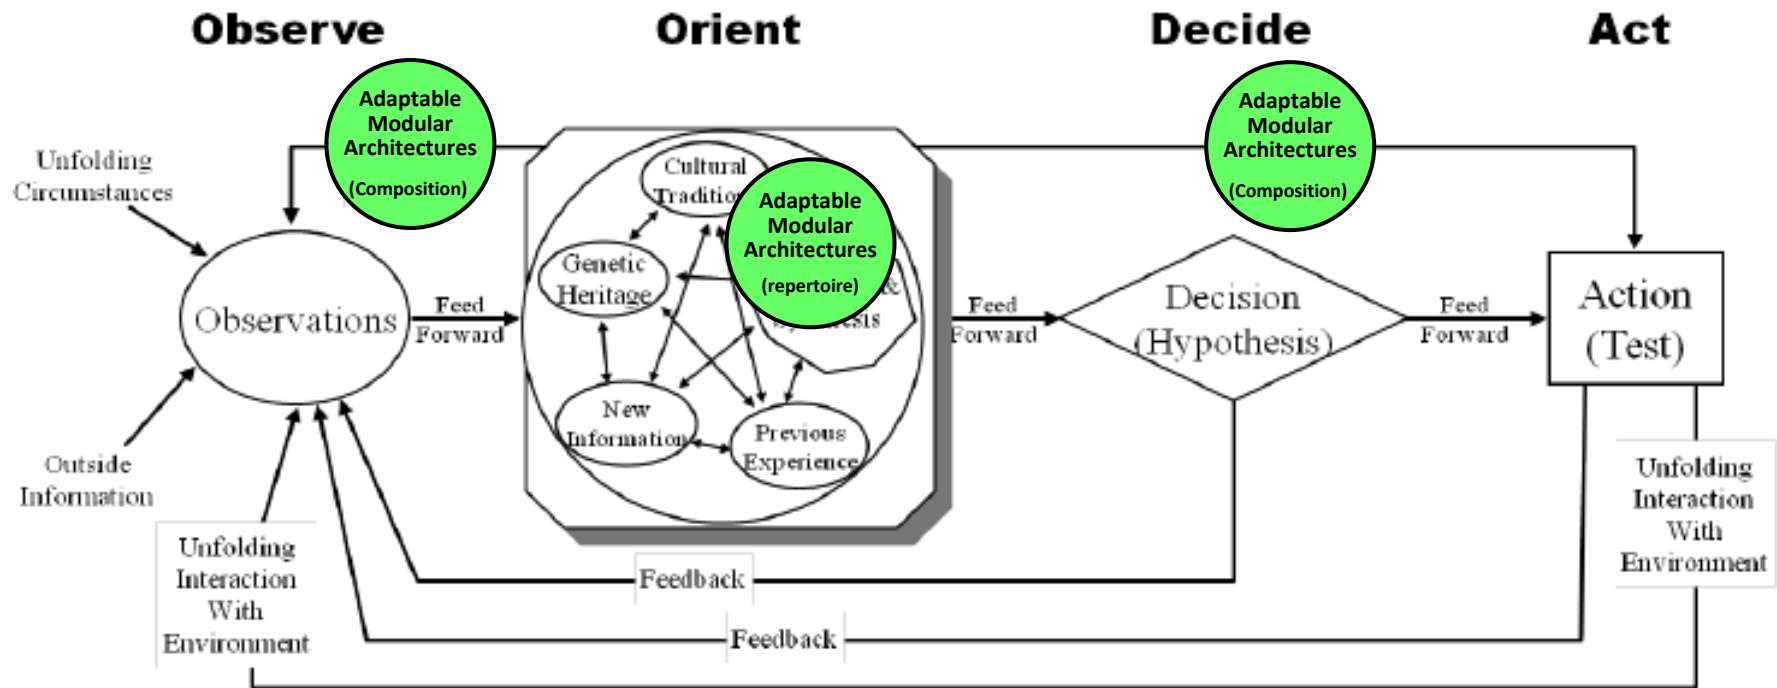 Observe
Orient
Decide
Act
Adaptable
Modular
Architectures
(Composition)
Adaptable
Modular
Architectures
(Composition)
Unfolding
Circumstances
Cultural
Adaptable
Modular
Architectures
(repertoire)
Genetic
Heritage
&
Observations
Feed
Forward
Feed
Forward
Decision
(Hypothesis)
Feed
Forward
Action
(Test)
New
Information
Previous
Experience
Outside
Information
Unfolding
Interaction
With
Environment
Unfolding
Interaction
With
Environment
Feedback
Feedback